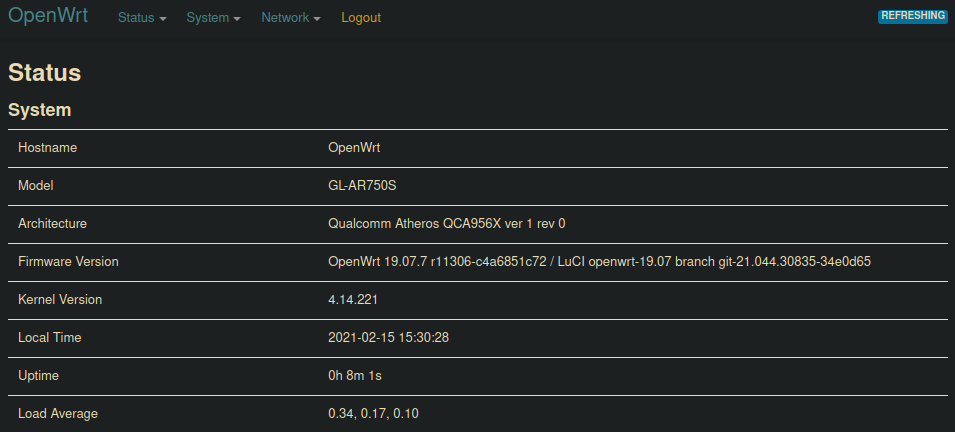 OpenWrt Status System Network Logout REFRESHING
Status
System
Hostname OpenWrt
Model GL-AR750S
Architecture Qualcomm Atheros QCA956X ver 1 rev 0
Firmware Version OpenWrt 19.07.7 r11306-c4a6851c72 / LuCI openwrt-19.07 branch git-21.044.30835-34e0d65
Kernel Version 4.14.221
Local Time 2021-02-15 15:30:28
Uptime 0h 8m 1s
Load Average 0.34, 0.17, 0.10